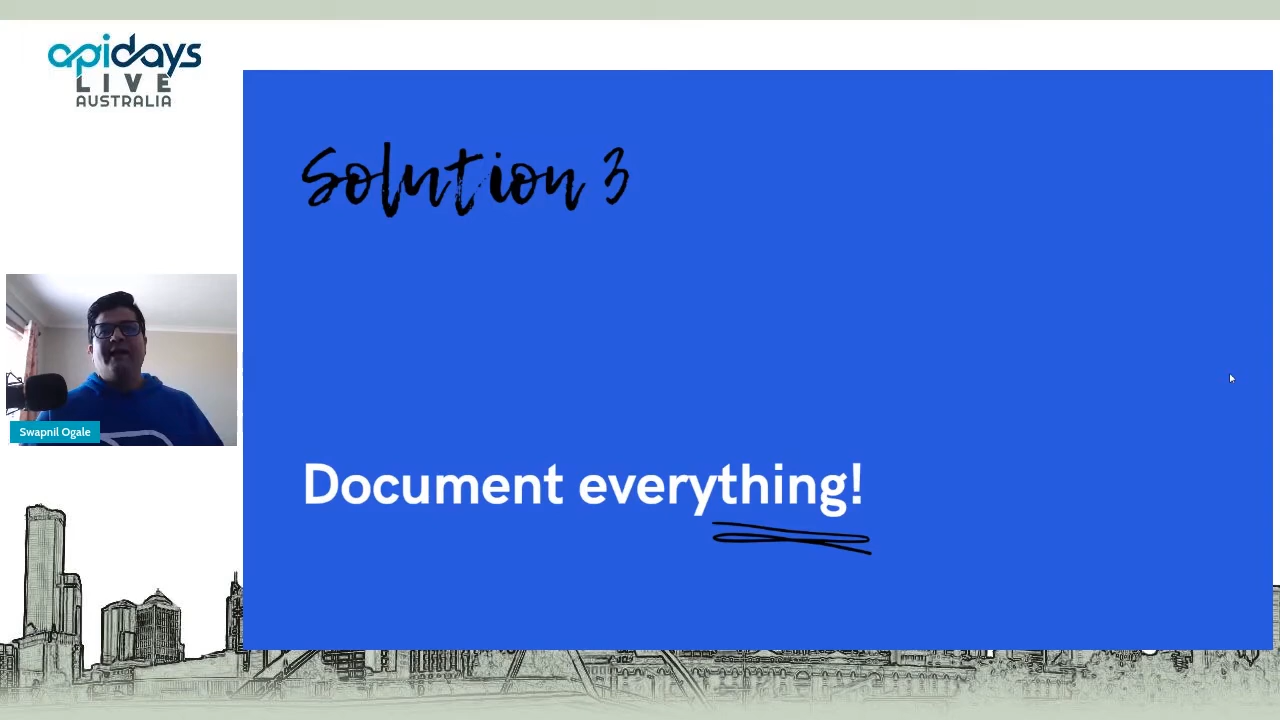 apidays
LIVE
AUSTRALIA
Solution 3
Swapnil Ogale
Document everything!